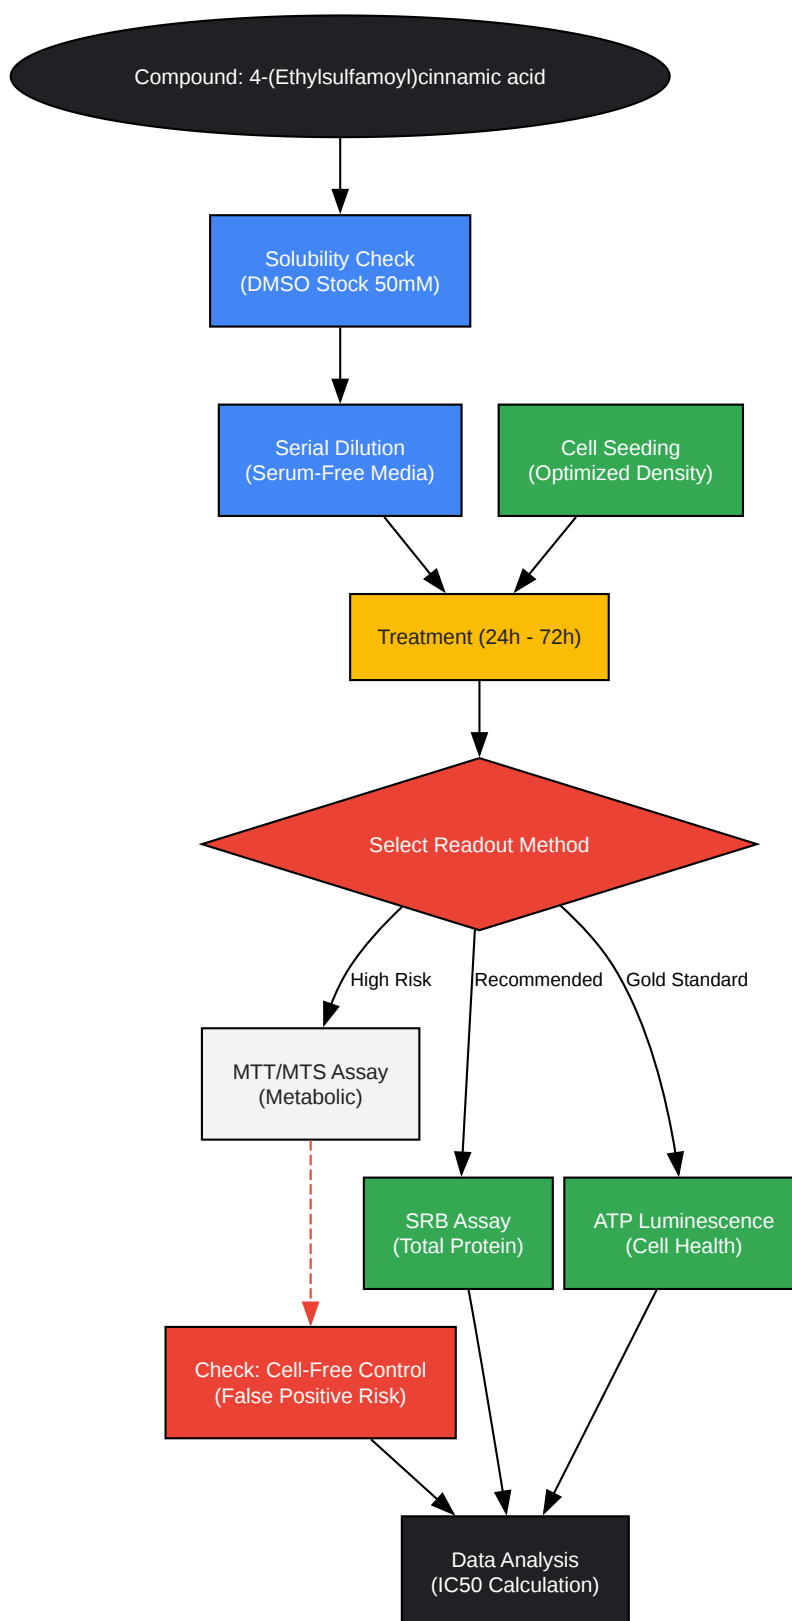 Compound: 4-(Ethylsulfamoyl)cinnamic acid
Solubility Check
(DMSO Stock 50mM)
Serial Dilution
(Serum-Free Media)
Cell Seeding
(Optimized Density)
Treatment (24h - 72h)
Select Readout Method
High Risk
Recommended
Gold Standard
MTT/MTS Assay
(Metabolic)
SRB Assay
(Total Protein)
ATP Luminescence
(Cell Health)
Check: Cell-Free Control
(False Positive Risk)
Data Analysis
(IC50 Calculation)